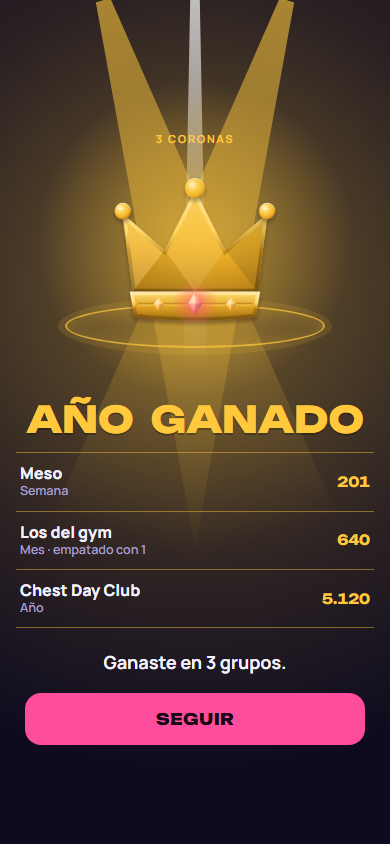 3 CORONAS
AÑO GANADO
Meso
201
Semana
Los del gym
640
Mes · empatado con 1
Chest Day Club
5.120
Año
Ganaste en 3 grupos.
SEGUIR